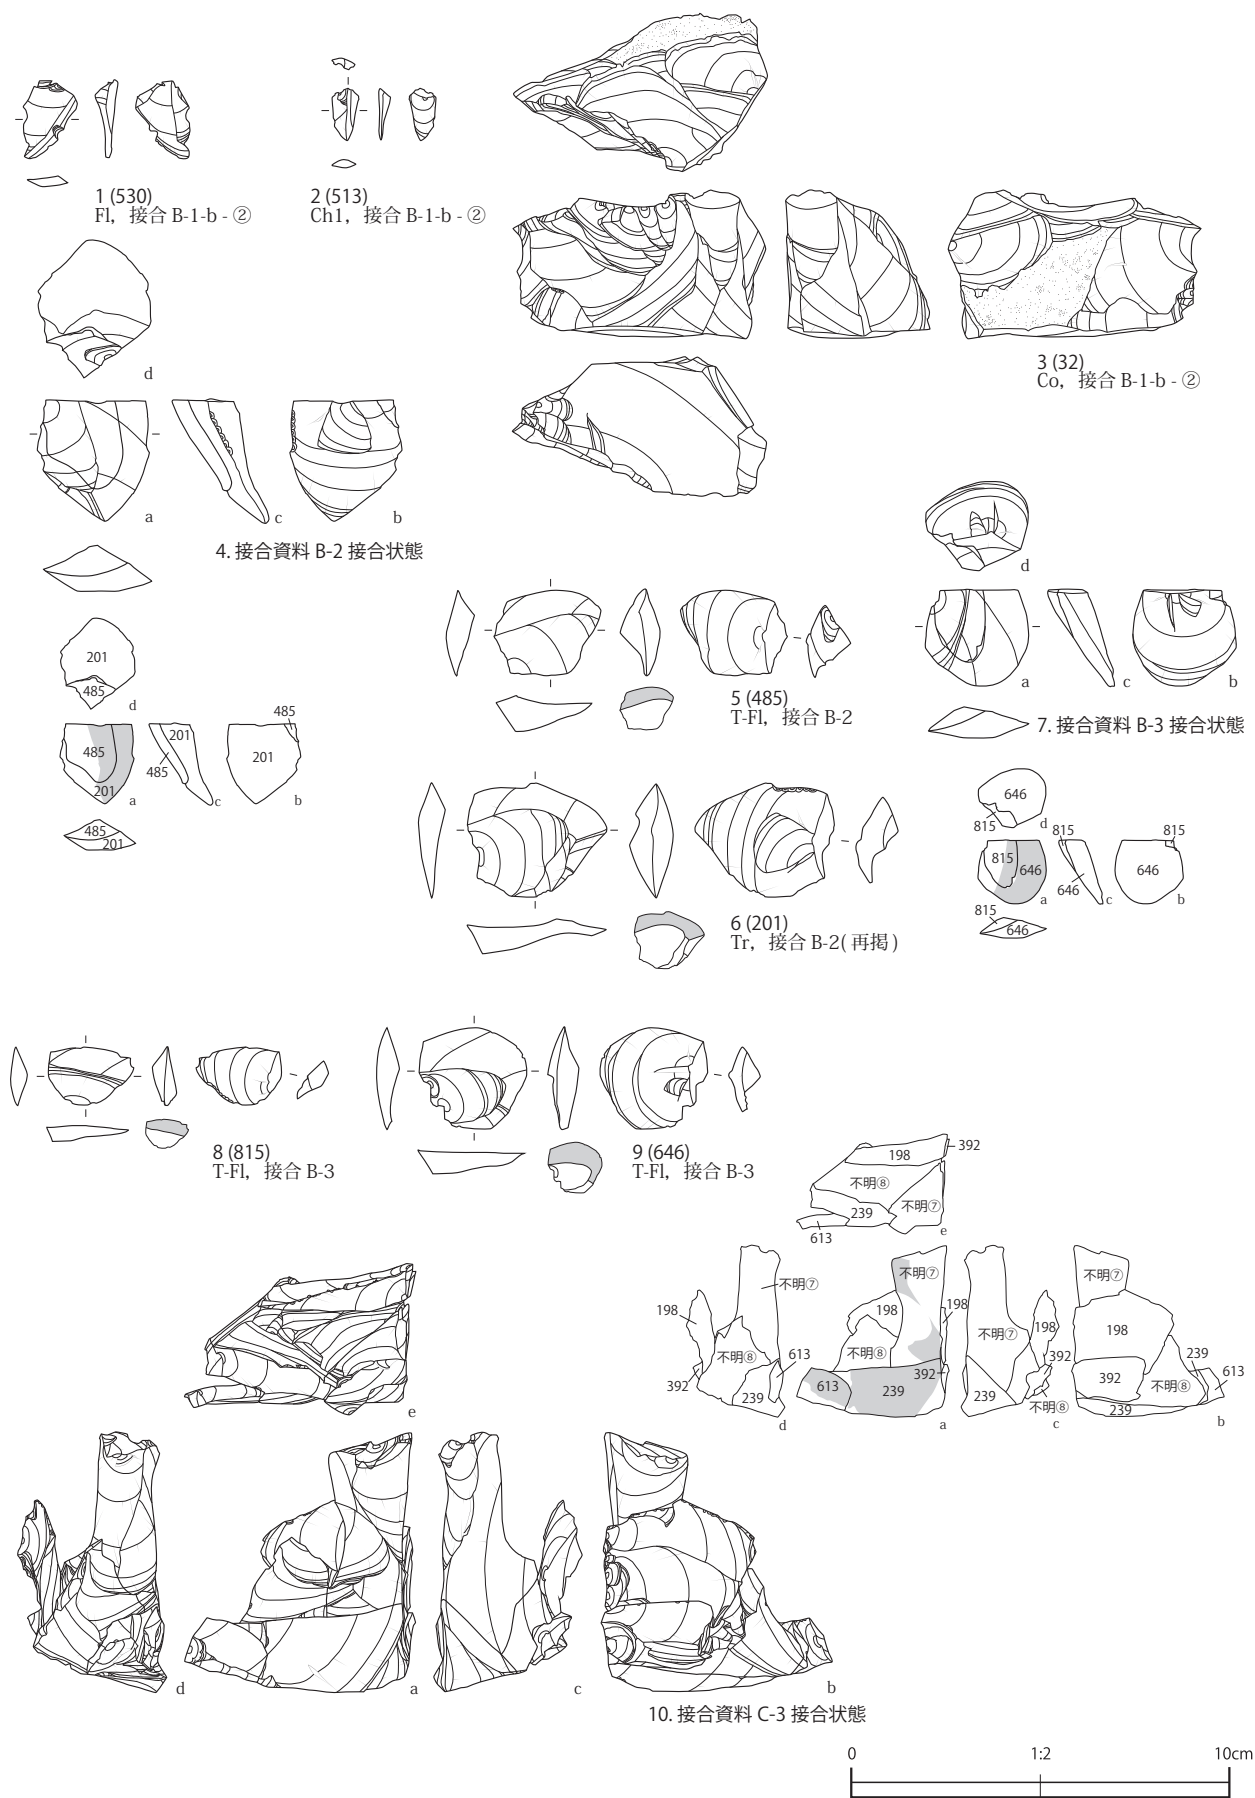 1 (530)
Fl，接合 B-1-b - ②
2 (513)
Ch1，接合 B-1-b - ②
3 (32)
Co，接合 B-1-b - ②
d
a
c
b
4. 接合資料 B-2 接合状態
201
485
d
485
201
a
201
485
c
485
201
b
485
201
5 (485)
T-Fl，接合 B-2
6 (201)
Tr，接合 B-2( 再掲 )
d
a
c
b
7. 接合資料 B-3 接合状態
646
815
d
815
646
a
815
646
c
815
646
b
815
646
8 (815)
T-Fl，接合 B-3
9 (646)
T-Fl，接合 B-3
198
392
不明⑧
不明⑦
239
613
e
不明⑦
198
不明⑧
613
392
239
d
不明⑦
198
198
不明⑧
392
613
239
a
不明⑦
198
392
239
不明⑧
c
不明⑦
198
239
613
392
不明⑧
239
b
e
d
a
c
b
10. 接合資料 C-3 接合状態
0 1:2 10cm